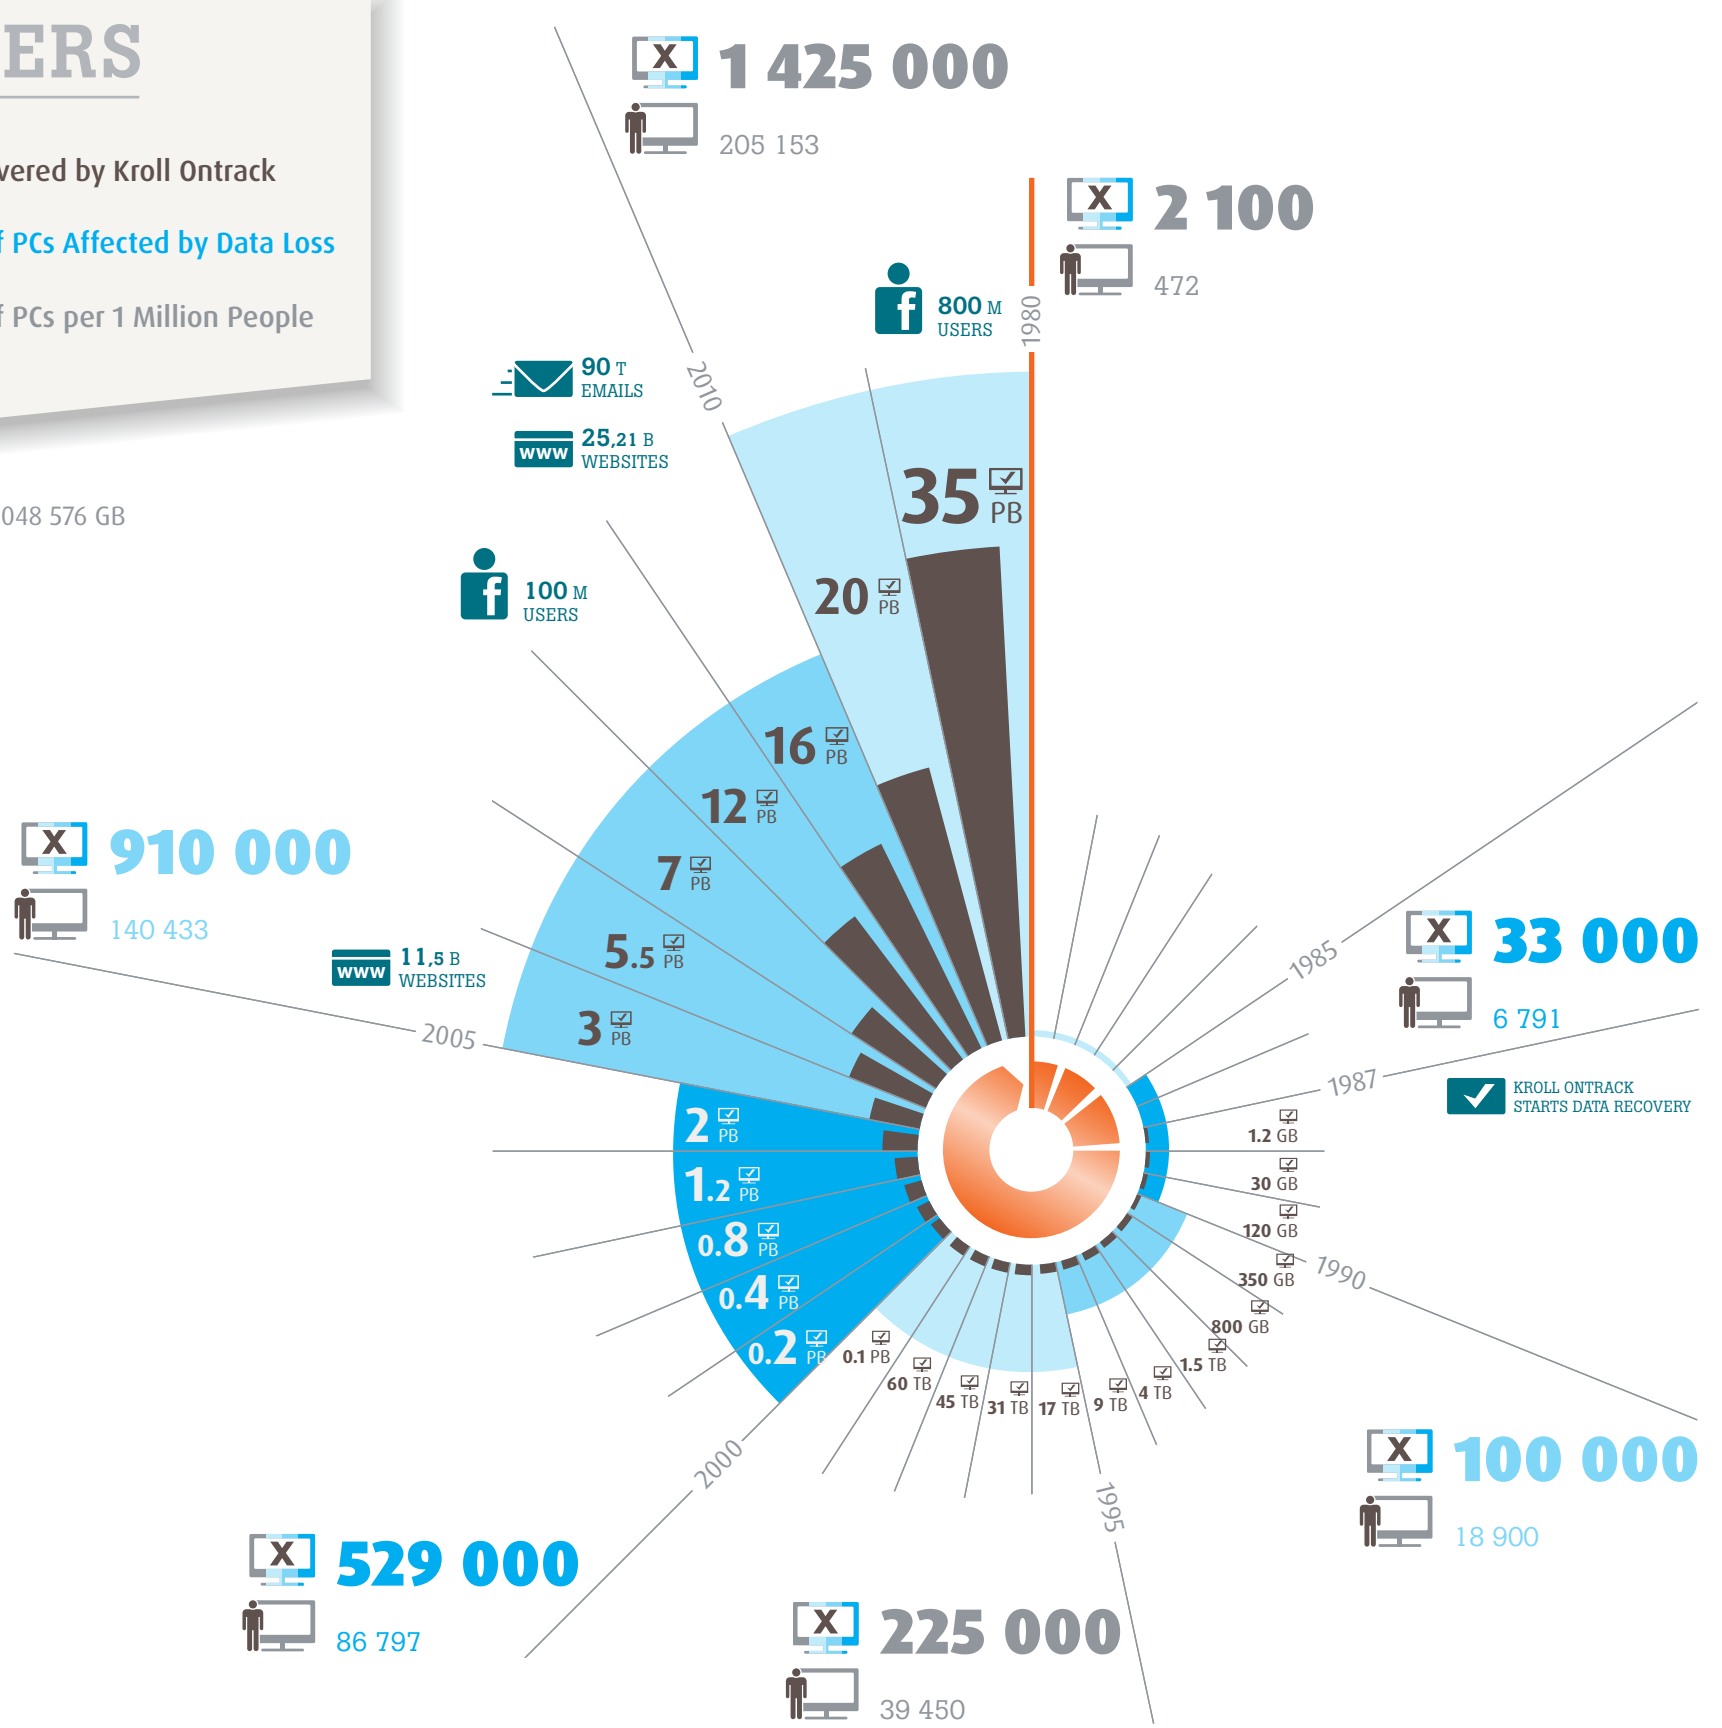 ERS
vered by Kroll Ontrack
f PCs Affected by Data Loss
f PCs per 1 Million People
048 576 GB
X 1 425 000
205 153
X 2 100
472
1980
f 800 M
USERS
90 T
EMAILS
www 25,21 B
WEBSITES
2010
f 100 M
USERS
35 PB
20 PB
16 PB
12 PB
7 PB
5.5 PB
3 PB
X 910 000
140 433
www 11,5 B
WEBSITES
2005
1985
X 33 000
6 791
1987
KROLL ONTRACK
STARTS DATA RECOVERY
1.2 GB
30 GB
120 GB
350 GB
1990
800 GB
1.5 TB
4 TB
9 TB
17 TB
31 TB
45 TB
60 TB
0.1 PB
2 PB
1.2 PB
0.8 PB
0.4 PB
0.2 PB
2000
1995
X 100 000
18 900
X 529 000
86 797
X 225 000
39 450